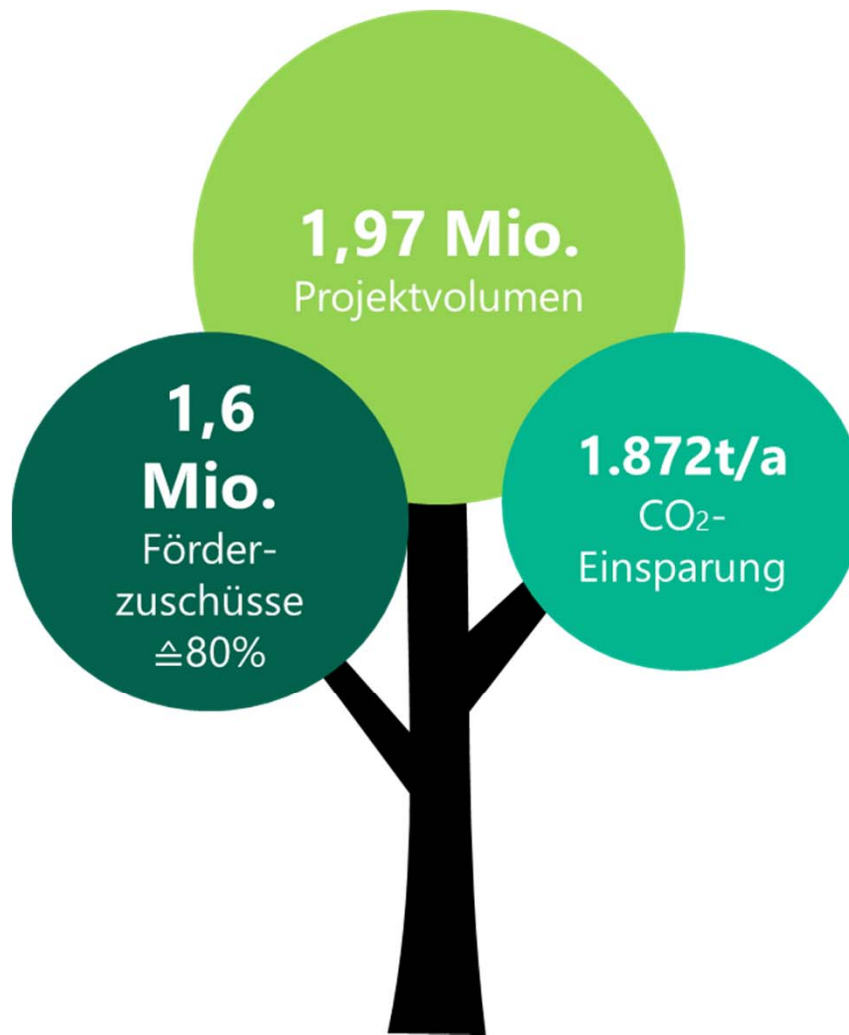 1,97 Mio.
Projektvolumen
1,6
Mio.
Förder-
zuschüsse
≙80%
1.872t/a
CO₂-
Einsparung